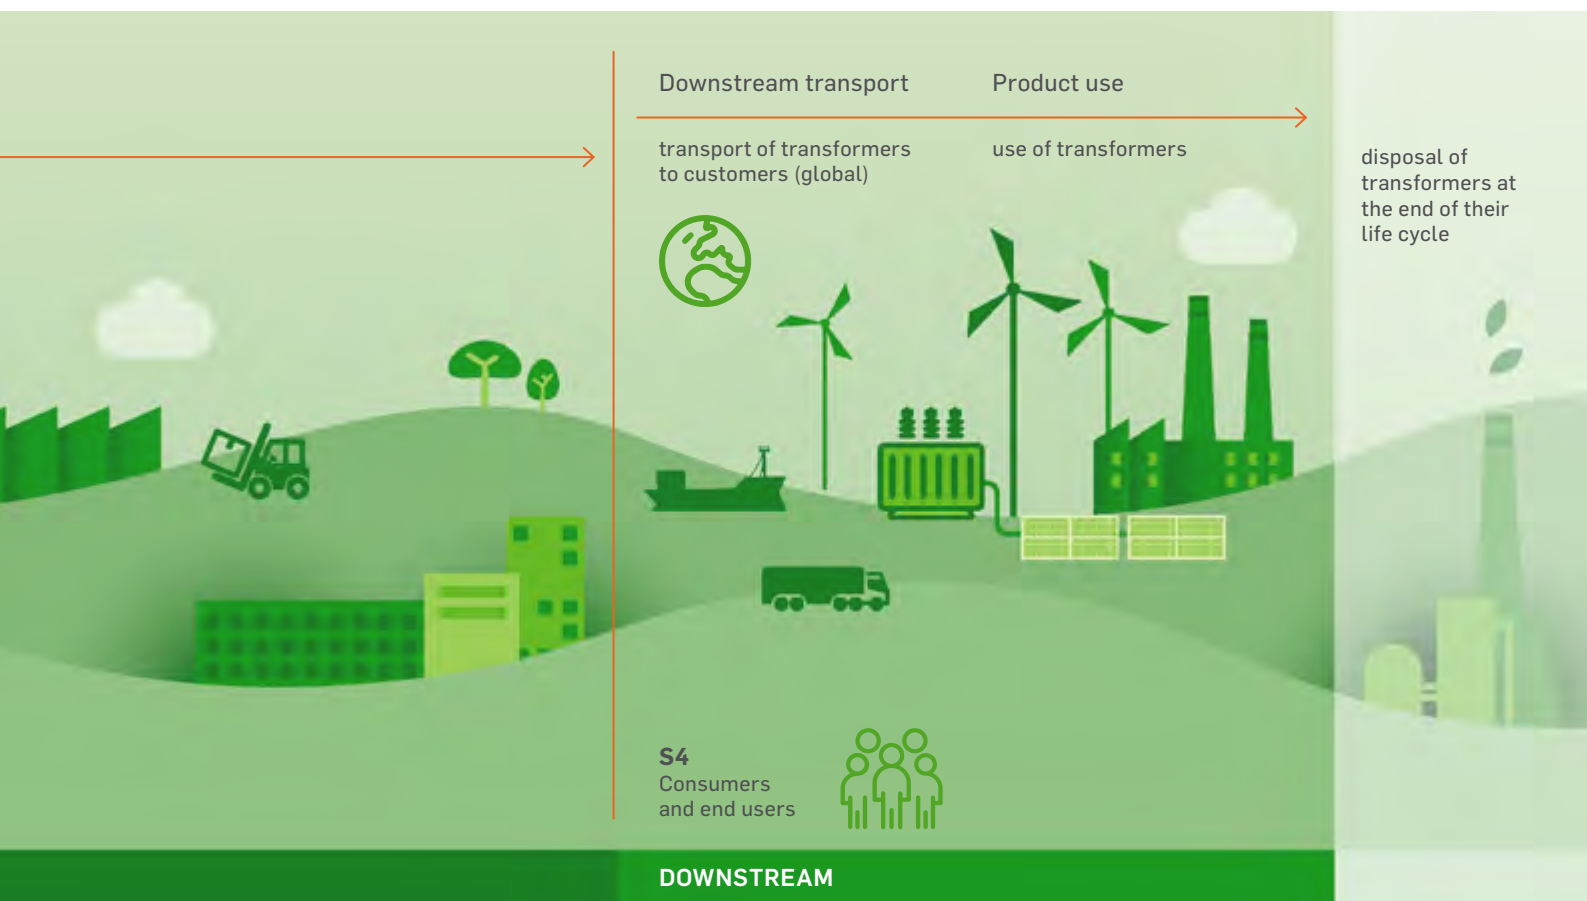 Downstream transport
Product use
transport of transformers
to customers (global)
use of transformers
disposal of
transformers at
the end of their
life cycle
S4
Consumers
and end users
DOWNSTREAM